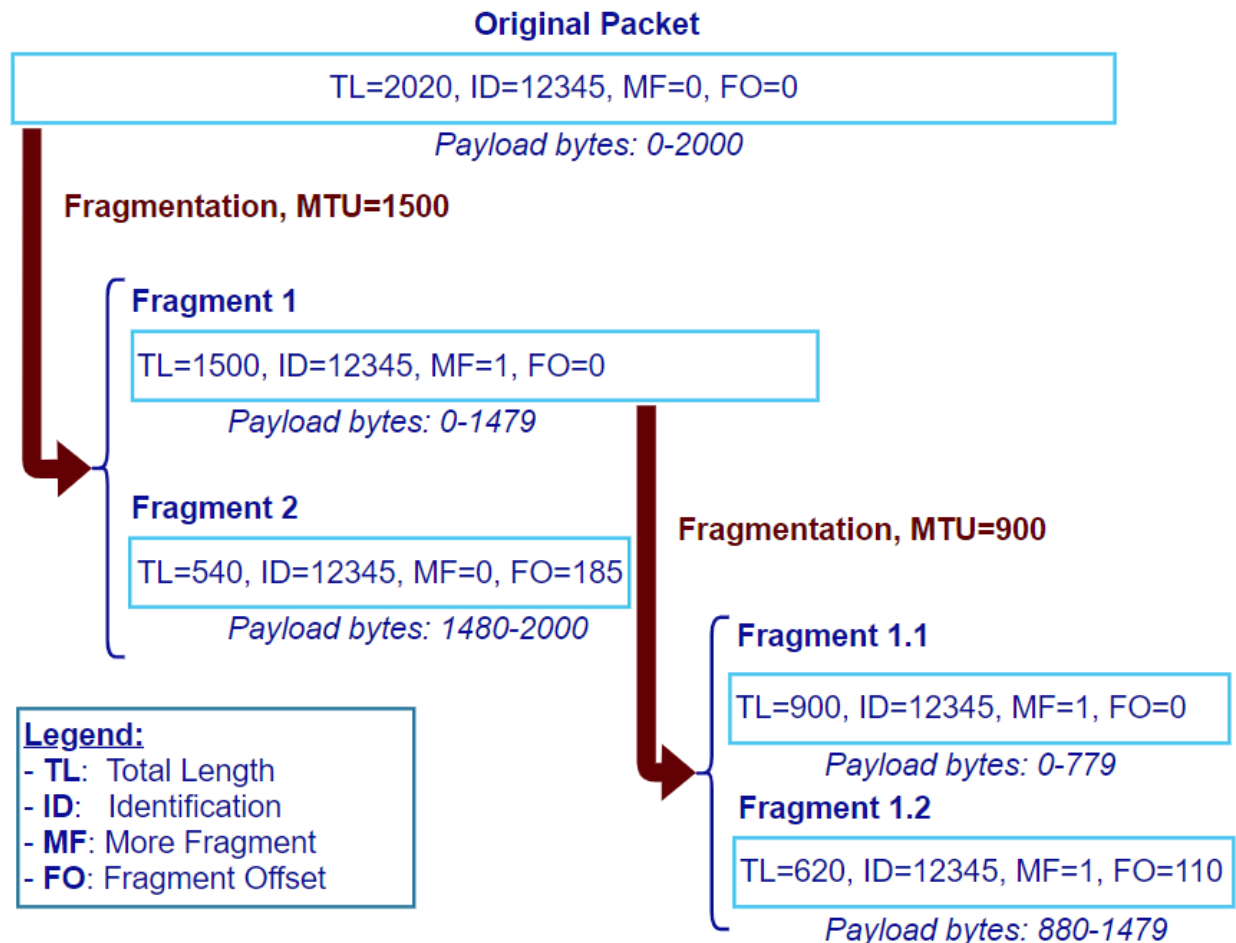 Original Packet
TL=2020, ID=12345, MF=0, FO=0
Payload bytes: 0-2000
Fragmentation, MTU=1500
Fragment 1
TL=1500, ID=12345, MF=1, FO=0
Payload bytes: 0-1479
Fragment 2
TL=540, ID=12345, MF=0, FO=185
Payload bytes: 1480-2000
Fragmentation, MTU=900
Fragment 1.1
TL=900, ID=12345, MF=1, FO=0
Payload bytes: 0-779
Fragment 1.2
TL=620, ID=12345, MF=1, FO=110
Payload bytes: 880-1479
Legend:
- TL: Total Length
- ID: Identification
- MF: More Fragment
- FO: Fragment Offset